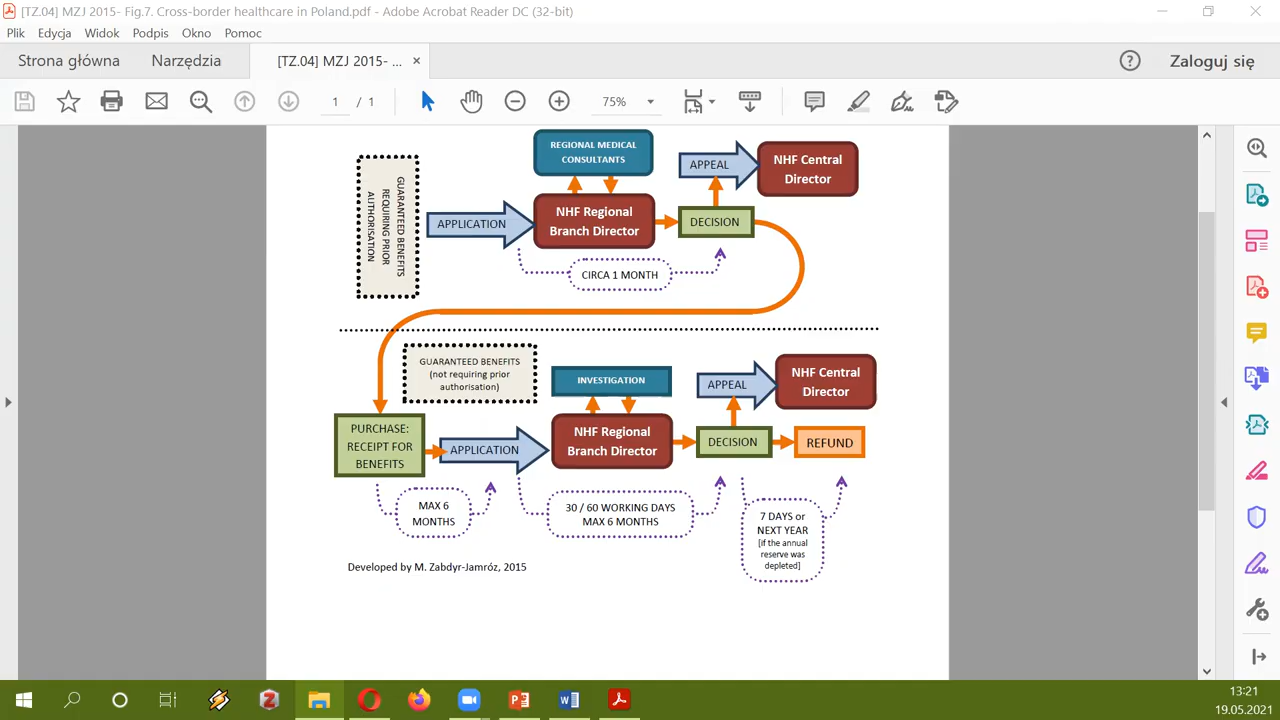 [TZ.04] MZJ 2015- Fig.7. Cross-border healthcare in Poland.pdf - Adobe Acrobat Reader DC (32-bit)
Plik Edycja Widok Podpis Okno Pomoc
Strona główna Narzędzia [TZ.04] MZJ 2015- ... Zaloguj się
1 / 1 75%
REGIONAL MEDICAL
CONSULTANTS
APPEAL
NHF Central
Director
GUARANTEED BENEFITS
REQUIRING PRIOR
AUTHORISATION
APPLICATION
NHF Regional
Branch Director
DECISION
CIRCA 1 MONTH
GUARANTEED BENEFITS
(not requiring prior
authorisation)
INVESTIGATION
APPEAL
NHF Central
Director
PURCHASE:
RECEIPT FOR
BENEFITS
APPLICATION
NHF Regional
Branch Director
DECISION
REFUND
MAX 6
MONTHS
30 / 60 WORKING DAYS
MAX 6 MONTHS
7 DAYS or
NEXT YEAR
[if the annual
reserve was
depleted]
Developed by M. Zabdyr-Jamróz, 2015
13:21
19.05.2021